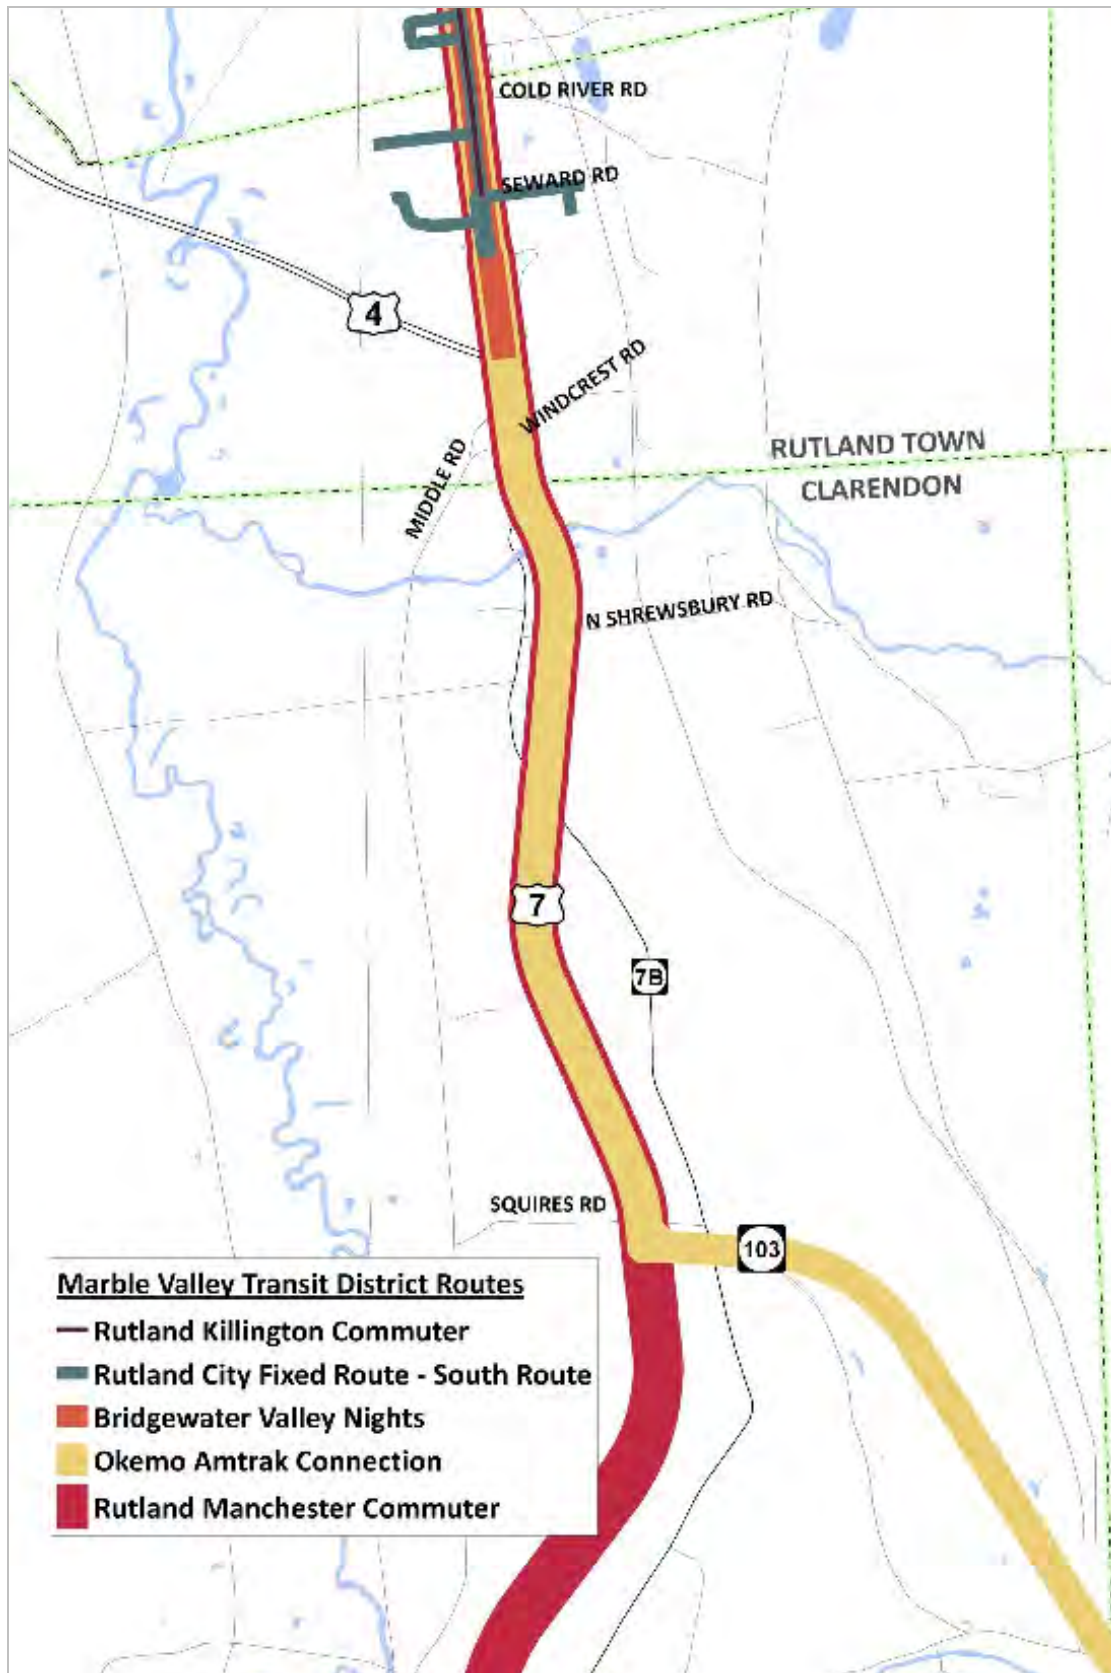 COLD RIVER RD
SEWARD RD
4
WINDCREST RD
MIDDLE RD
RUTLAND TOWN
CLARENDON
N SHREWSBURY RD
7
7B
SQUIRES RD
103
Marble Valley Transit District Routes
Rutland Killington Commuter
Rutland City Fixed Route - South Route
Bridgewater Valley Nights
Okemo Amtrak Connection
Rutland Manchester Commuter